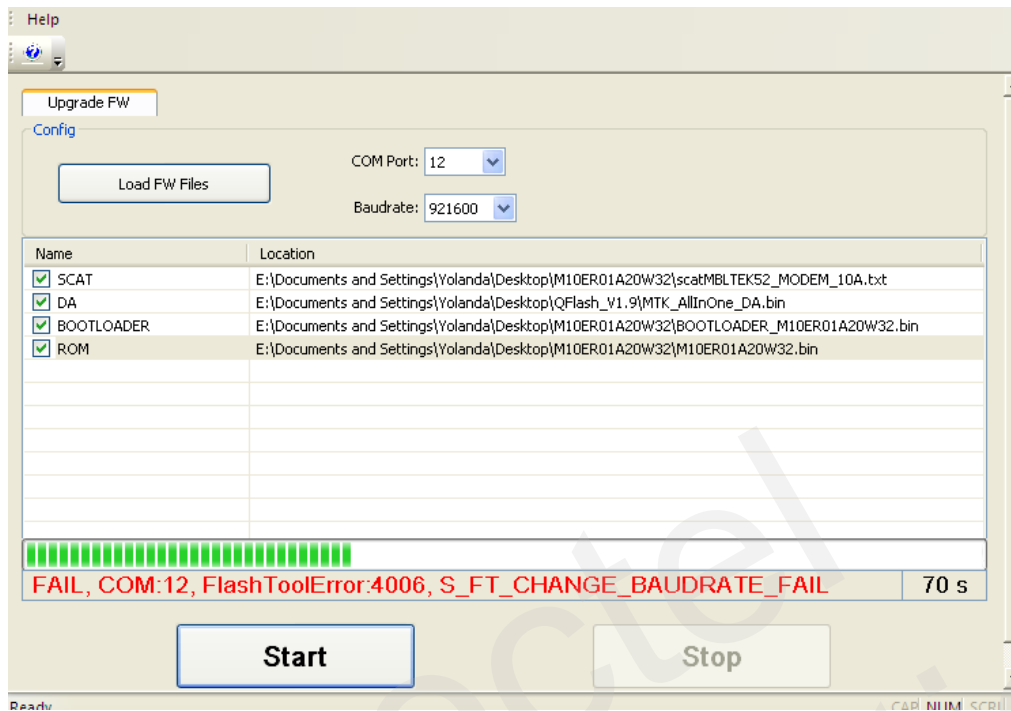 Help
Upgrade FW
Config
Load FW Files
COM Port: 12
Baudrate: 921600
Name Location
SCAT E:\Documents and Settings\Yolanda\Desktop\M10ER01A20W32\scatMBLTEK52_MODEM_10A.txt
DA E:\Documents and Settings\Yolanda\Desktop\QFlash_V1.9\MTK_AllInOne_DA.bin
BOOTLOADER E:\Documents and Settings\Yolanda\Desktop\M10ER01A20W32\BOOTLOADER_M10ER01A20W32.bin
ROM E:\Documents and Settings\Yolanda\Desktop\M10ER01A20W32\M10ER01A20W32.bin
FAIL, COM:12, FlashToolError:4006, S_FT_CHANGE_BAUDRATE_FAIL 70 s
Start Stop
Ready CAP NUM SCRL